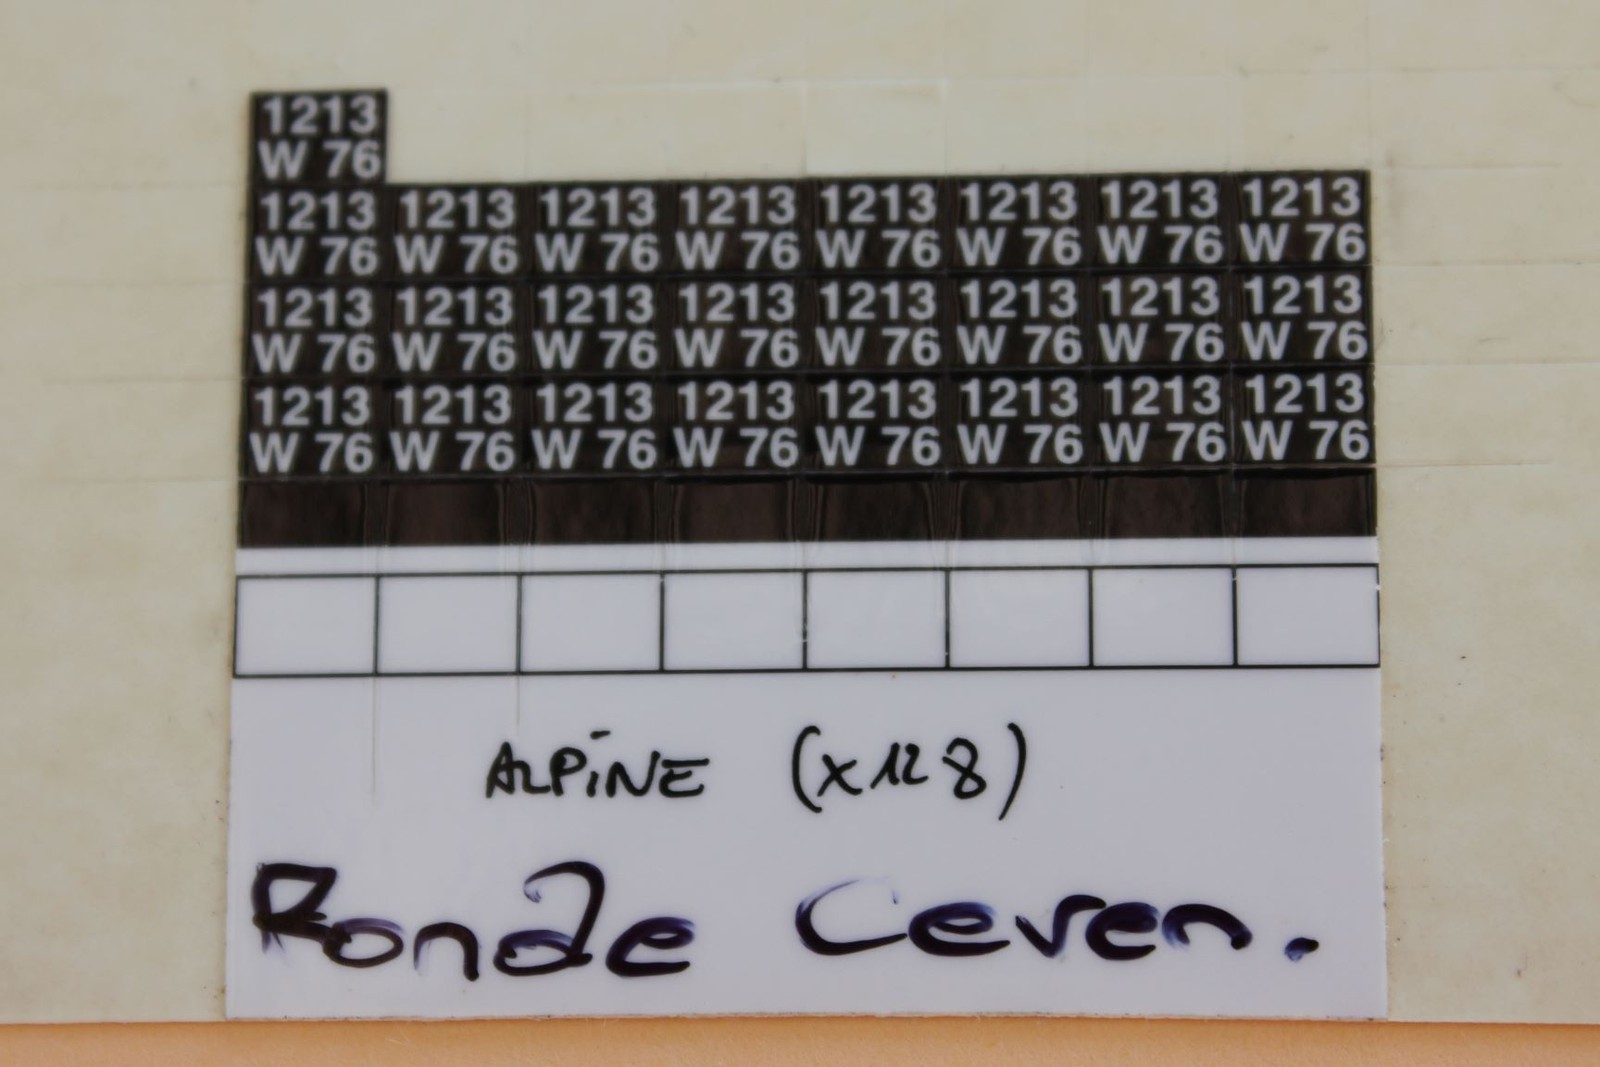 1213
W 76
1213 1213 1213 1213 1213 1213 1213 1213
W 76 W 76 W 76 W 76 W 76 W 76 W 76 W 76
1213 1213 1213 1213 1213 1213 1213 1213
W 76 W 76 W 76 W 76 W 76 W 76 W 76 W 76
1213 1213 1213 1213 1213 1213 1213 1213
W 76 W 76 W 76 W 76 W 76 W 76 W 76 W 76
ALPiNE (x128)
Ronde Ceven.